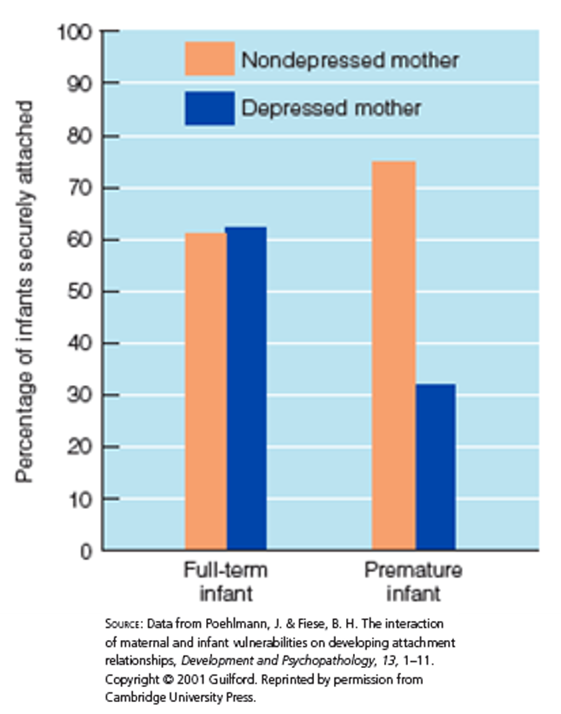 100
90
80
70
60
50
40
30
20
10
0
Percentage of infants securely attached
Nondepressed mother
Depressed mother
Full-term
infant
Premature
infant
SOURCE: Data from Poehlmann, J. & Fiese, B. H. The interaction
of maternal and infant vulnerabilities on developing attachment
relationships, Development and Psychopathology, 13, 1–11.
Copyright © 2001 Guilford. Reprinted by permission from
Cambridge University Press.